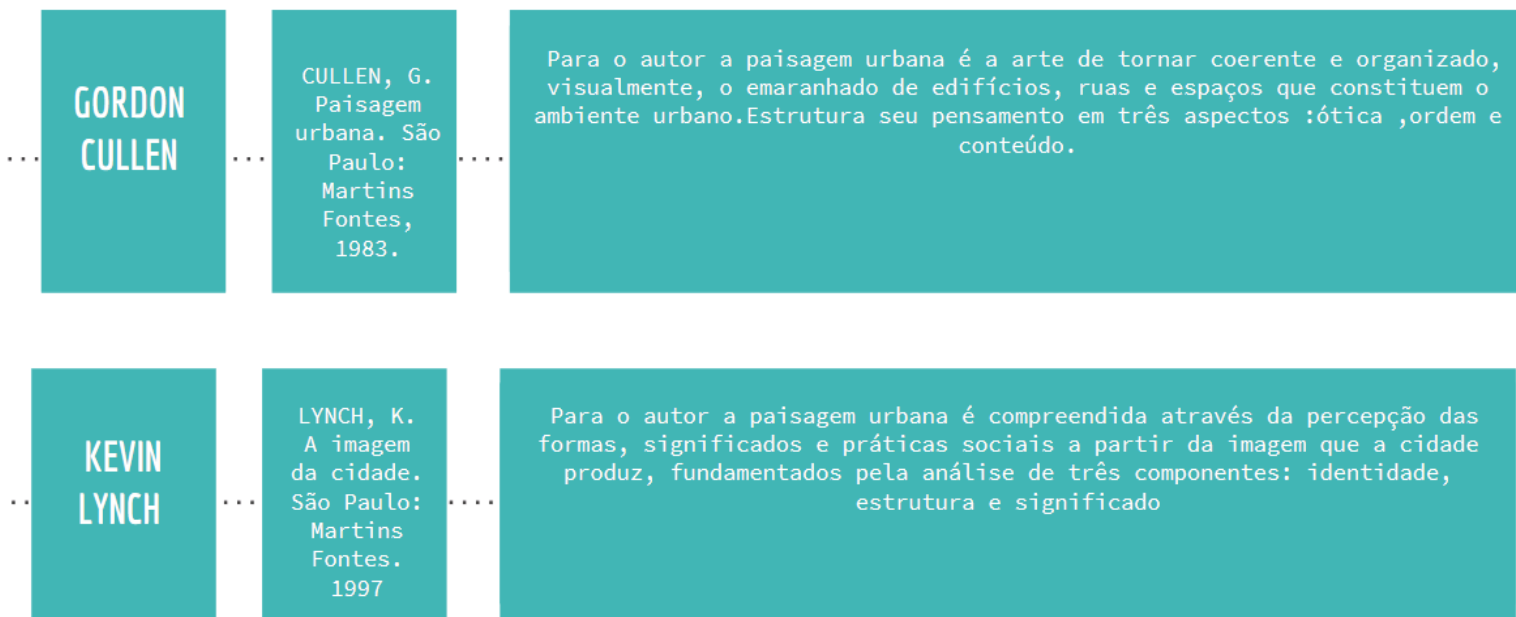 GORDON
CULLEN
CULLEN, G.
Paisagem
urbana. São
Paulo:
Martins
Fontes,
1983.
Para o autor a paisagem urbana é a arte de tornar coerente e organizado,
visualmente, o emaranhado de edifícios, ruas e espaços que constituem o
ambiente urbano.Estrutura seu pensamento em três aspectos :ótica ,ordem e
conteúdo.
KEVIN
LYNCH
LYNCH, K.
A imagem
da cidade.
São Paulo:
Martins
Fontes.
1997
Para o autor a paisagem urbana é compreendida através da percepção das
formas, significados e práticas sociais a partir da imagem que a cidade
produz, fundamentados pela análise de três componentes: identidade,
estrutura e significado